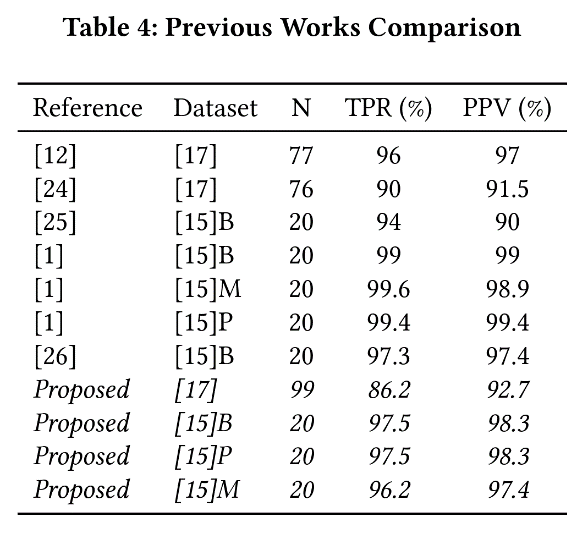 Table 4: Previous Works Comparison
Reference Dataset N TPR (%) PPV (%)
[12] [17] 77 96 97
[24] [17] 76 90 91.5
[25] [15]B 20 94 90
[1] [15]B 20 99 99
[1] [15]M 20 99.6 98.9
[1] [15]P 20 99.4 99.4
[26] [15]B 20 97.3 97.4
Proposed [17] 99 86.2 92.7
Proposed [15]B 20 97.5 98.3
Proposed [15]P 20 97.5 98.3
Proposed [15]M 20 96.2 97.4